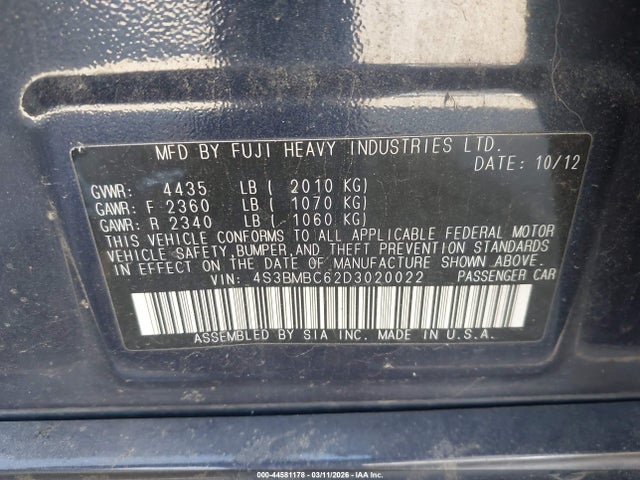 MFD BY FUJI HEAVY INDUSTRIES LTD.
DATE: 10/12
GVWR: 4435 LB ( 2010 KG)
GAWR: F 2360 LB ( 1070 KG)
GAWR: R 2340 LB ( 1060 KG)
THIS VEHICLE CONFORMS TO ALL APPLICABLE FEDERAL MOTOR
VEHICLE SAFETY, BUMPER, AND THEFT PREVENTION STANDARDS
IN EFFECT ON THE DATE OF MANUFACTURE SHOWN ABOVE.
VIN: 4S3BMBC62D3020022 PASSENGER CAR
ASSEMBLED BY SIA INC. MADE IN U.S.A.
000-44581178 - 03/11/2026 - IAA Inc.